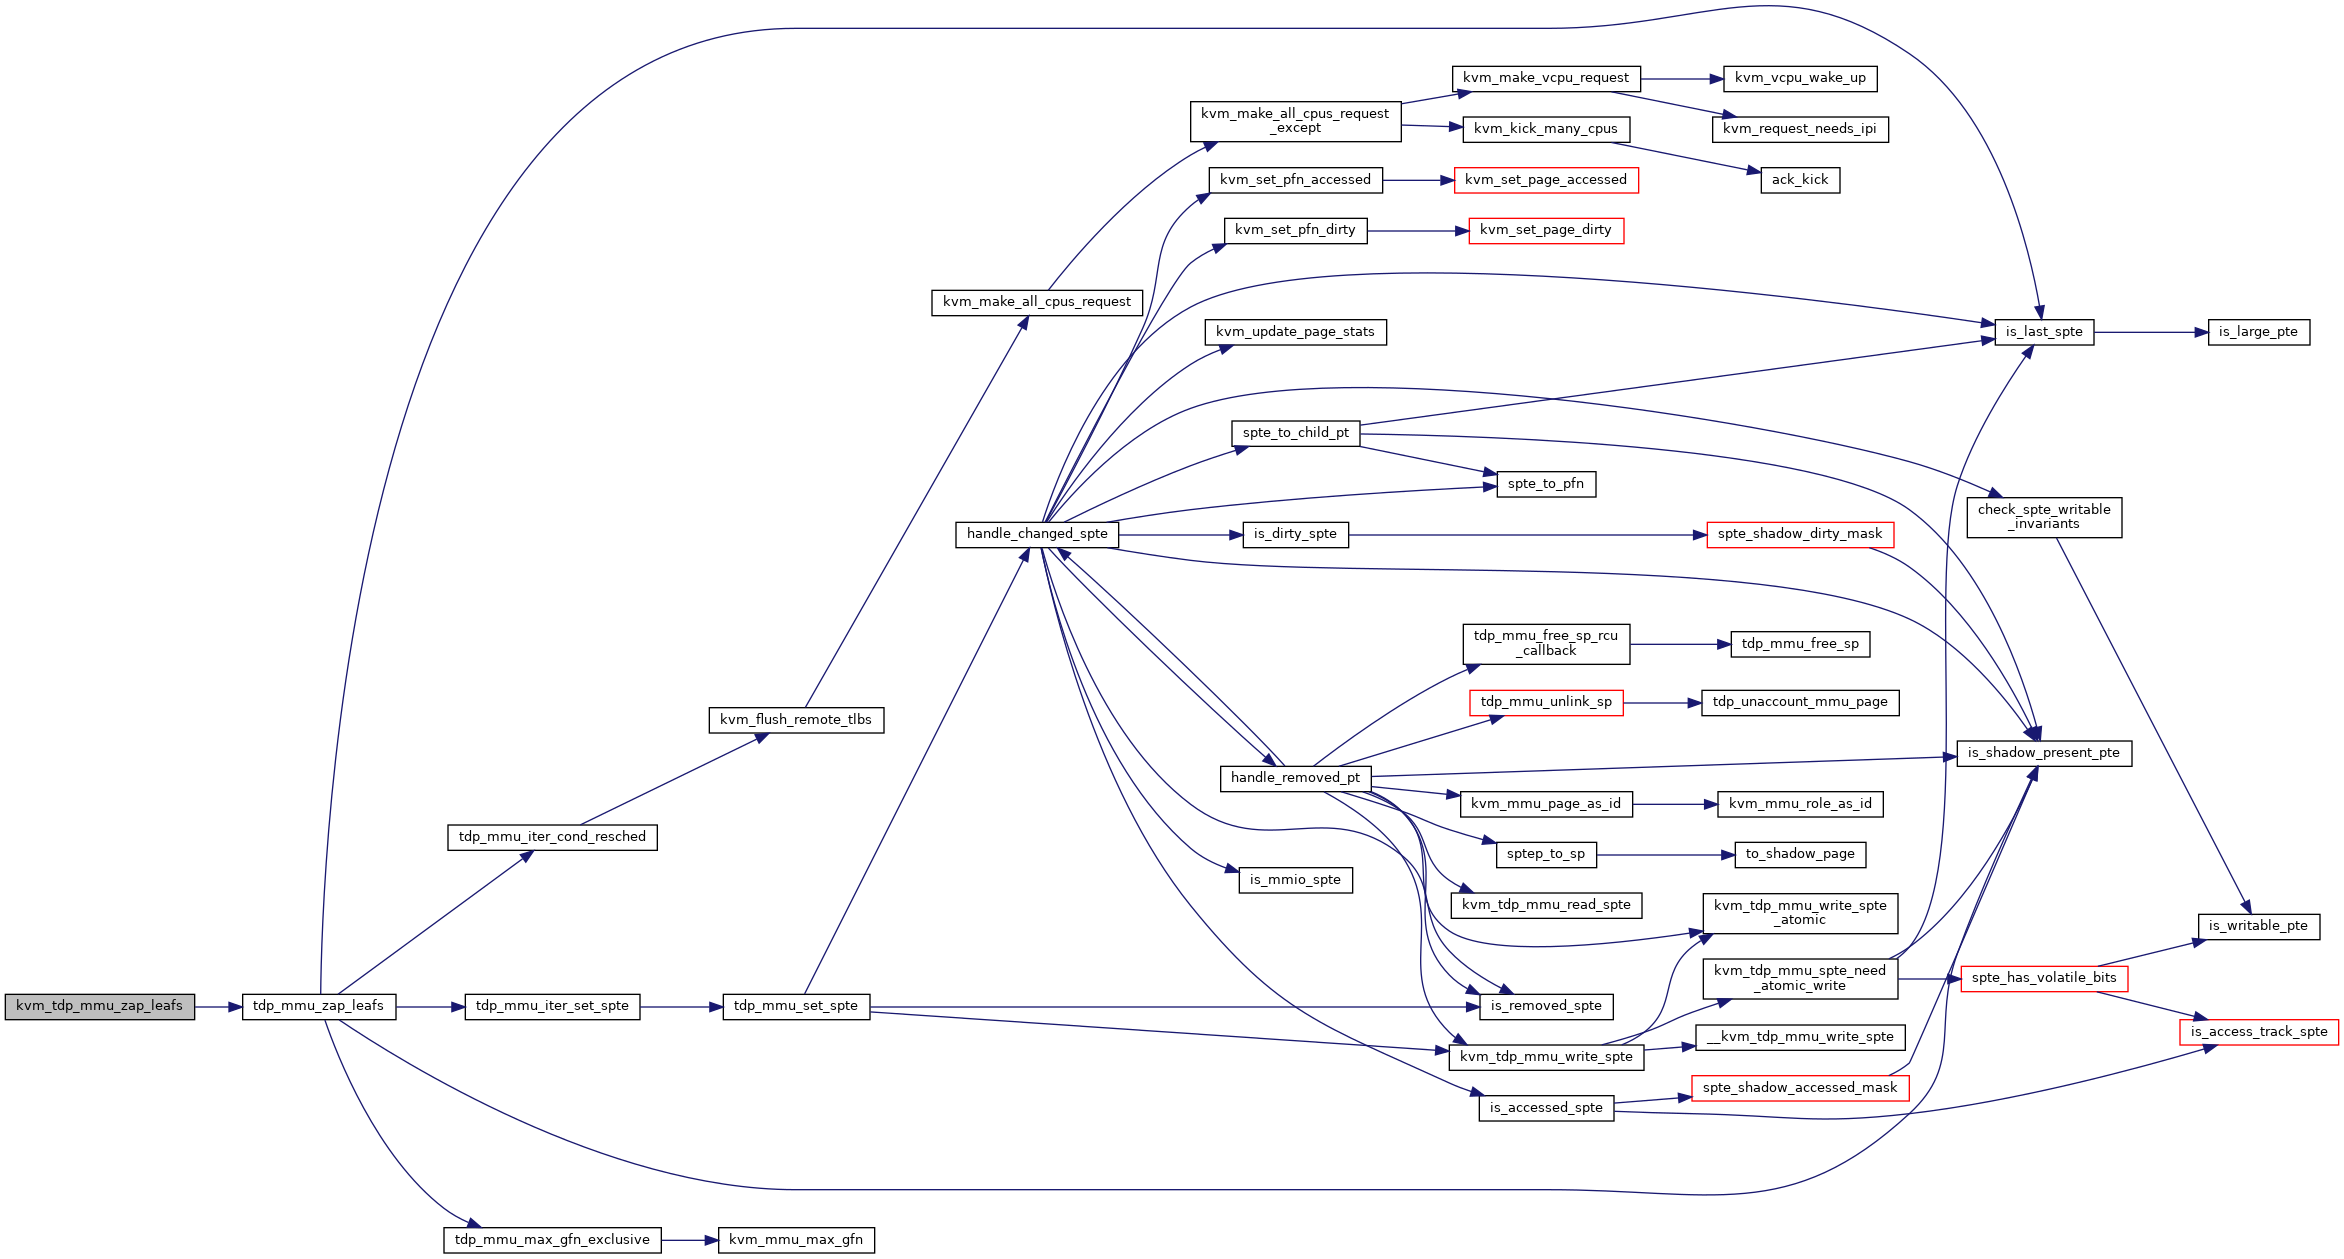 kvm_make_vcpu_request
kvm_vcpu_wake_up
kvm_make_all_cpus_request
_except
kvm_kick_many_cpus
kvm_request_needs_ipi
kvm_set_pfn_accessed
kvm_set_page_accessed
ack_kick
kvm_set_pfn_dirty
kvm_set_page_dirty
kvm_make_all_cpus_request
kvm_update_page_stats
is_last_spte
is_large_pte
spte_to_child_pt
spte_to_pfn
check_spte_writable
_invariants
handle_changed_spte
is_dirty_spte
spte_shadow_dirty_mask
tdp_mmu_free_sp_rcu
_callback
tdp_mmu_free_sp
tdp_mmu_unlink_sp
tdp_unaccount_mmu_page
kvm_flush_remote_tlbs
is_shadow_present_pte
handle_removed_pt
kvm_mmu_page_as_id
kvm_mmu_role_as_id
tdp_mmu_iter_cond_resched
sptep_to_sp
to_shadow_page
is_mmio_spte
kvm_tdp_mmu_read_spte
kvm_tdp_mmu_write_spte
_atomic
is_writable_pte
kvm_tdp_mmu_spte_need
_atomic_write
spte_has_volatile_bits
kvm_tdp_mmu_zap_leafs
tdp_mmu_zap_leafs
tdp_mmu_iter_set_spte
tdp_mmu_set_spte
is_removed_spte
is_access_track_spte
__kvm_tdp_mmu_write_spte
kvm_tdp_mmu_write_spte
spte_shadow_accessed_mask
is_accessed_spte
tdp_mmu_max_gfn_exclusive
kvm_mmu_max_gfn